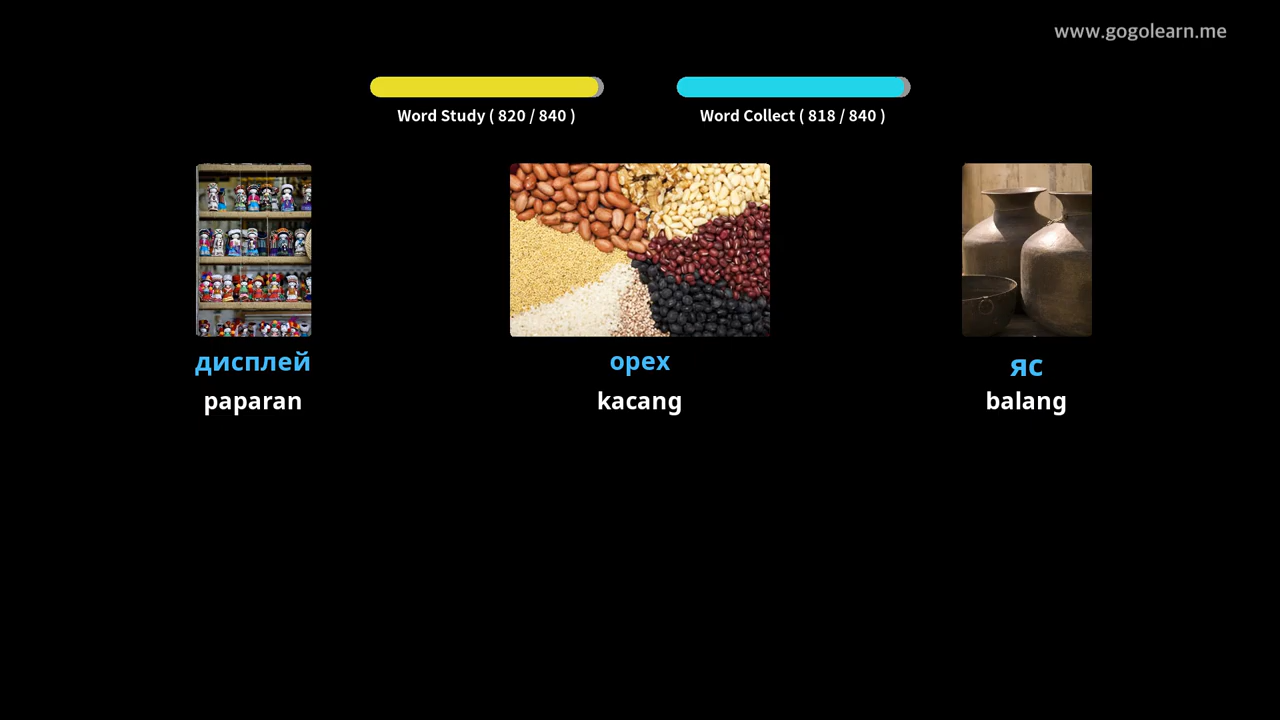 www.gogolearn.me
Word Study ( 820 / 840 )
Word Collect ( 818 / 840 )
дисплей
орех
яс
paparan
kacang
balang